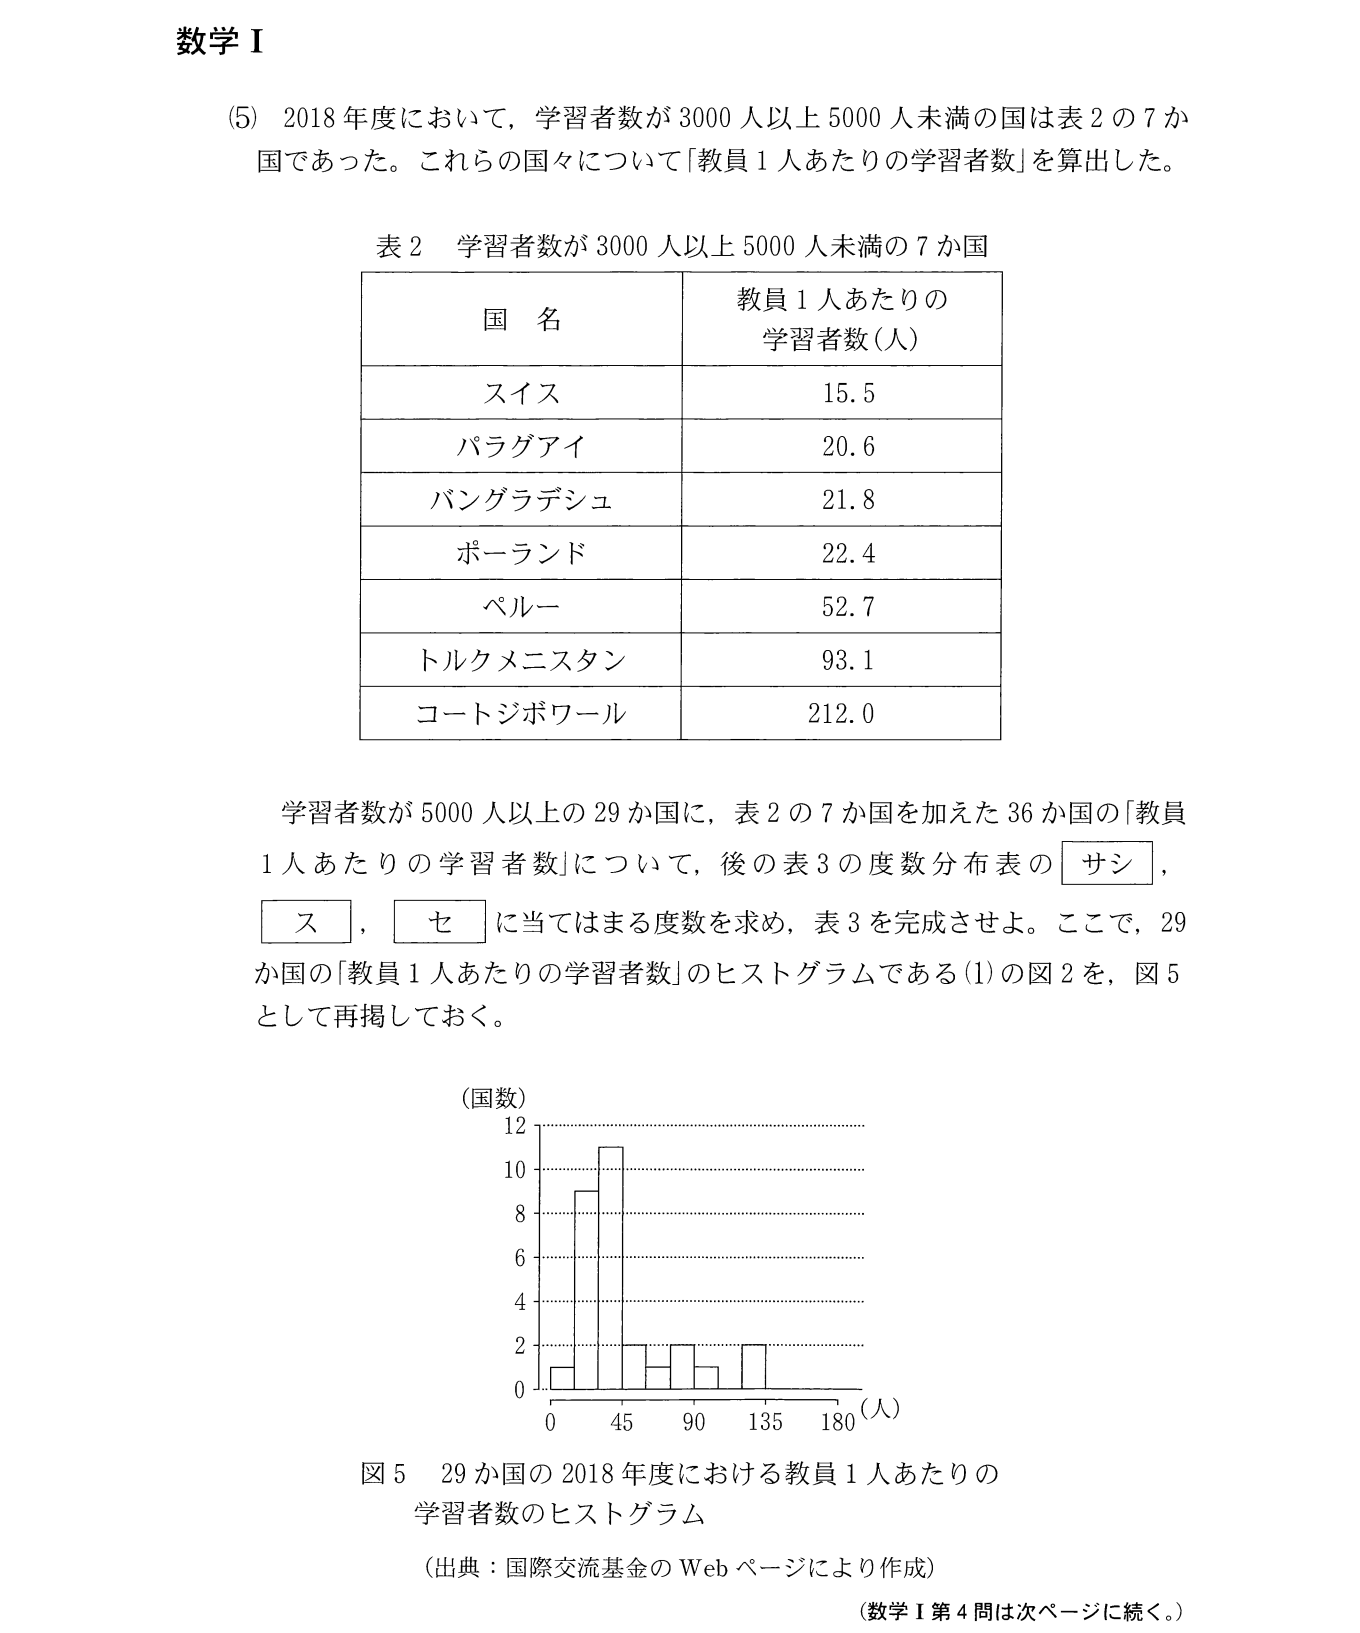 数学Ⅰ
(5) 2018年度において，学習者数が3000人以上5000人未満の国は表2の7か
国であった。これらの国々について「教員1人あたりの学習者数」を算出した。
表2 学習者数が3000人以上5000人未満の7か国
国 名 教員1人あたりの
学習者数(人)
スイス 15.5
パラグアイ 20.6
バングラデシュ 21.8
ポーランド 22.4
ペルー 52.7
トルクメニスタン 93.1
コートジボワール 212.0
学習者数が5000人以上の29か国に，表2の7か国を加えた36か国の「教員
1人あたりの学習者数」について，後の表3の度数分布表の サシ ，
ス ， セ に当てはまる度数を求め，表3を完成させよ。ここで，29
か国の「教員1人あたりの学習者数」のヒストグラムである(1)の図2を，図5
として再掲しておく。
(国数)
12
10
8
6
4
2
0
0 45 90 135 180 (人)
図5 29か国の2018年度における教員1人あたりの
学習者数のヒストグラム
(出典：国際交流基金のWebページにより作成)
(数学Ⅰ第4問は次ページに続く。)